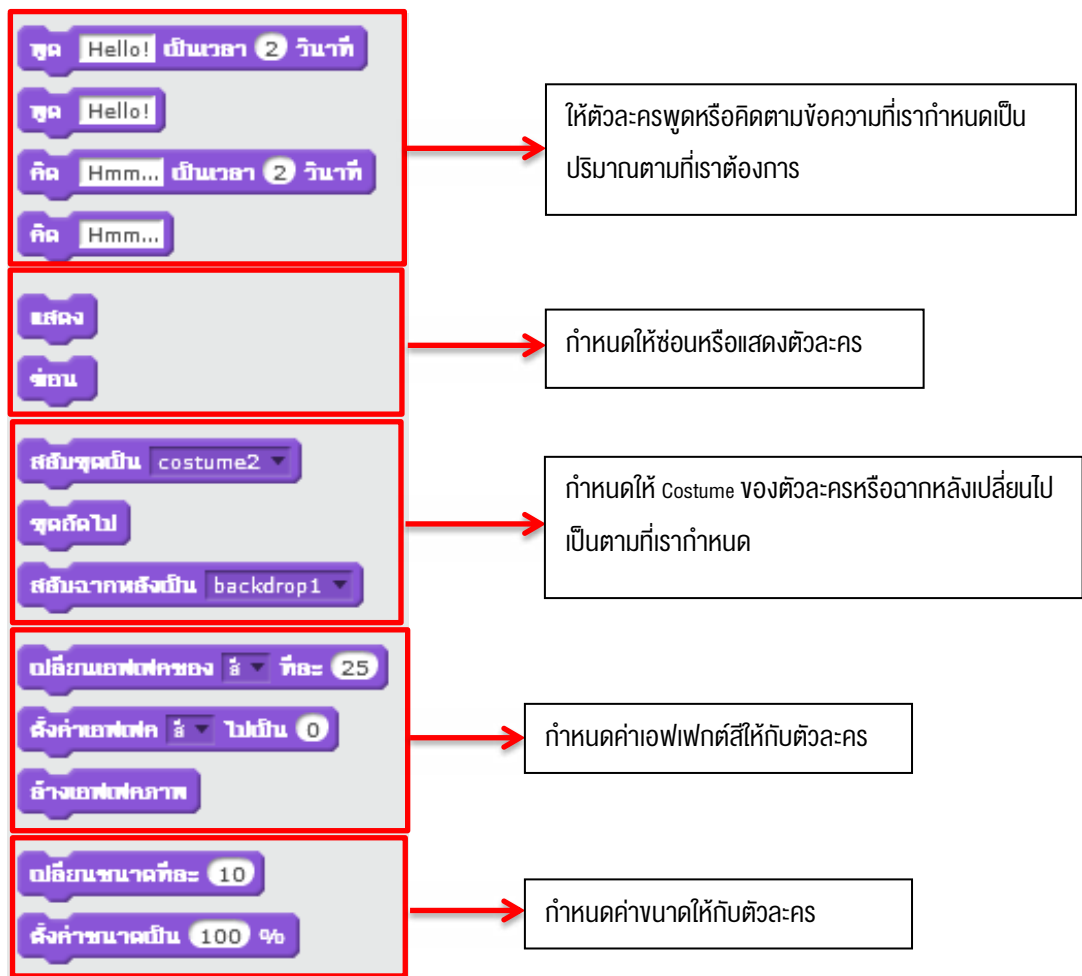 พูด Hello! เป็นเวลา 2 วินาที
พูด Hello!
คิด Hmm... เป็นเวลา 2 วินาที
คิด Hmm...
ให้ตัวละครพูดหรือคิดตามข้อความที่เรากำหนดเป็น
ปริมาณตามที่เราต้องการ
แสดง
ซ่อน
กำหนดให้ซ่อนหรือแสดงตัวละคร
สลับชุดเป็น costume2
ชุดถัดไป
สลับฉากหลังเป็น backdrop1
กำหนดให้ Costume ของตัวละครหรือฉากหลังเปลี่ยนไป
เป็นตามที่เรากำหนด
เปลี่ยนเอฟเฟคของ สี ทีละ 25
ตั้งค่าเอฟเฟค สี ไปเป็น 0
ล้างเอฟเฟคภาพ
กำหนดค่าเอฟเฟกต์สีให้กับตัวละคร
เปลี่ยนขนาดทีละ 10
ตั้งค่าขนาดเป็น 100 %
กำหนดค่าขนาดให้กับตัวละคร